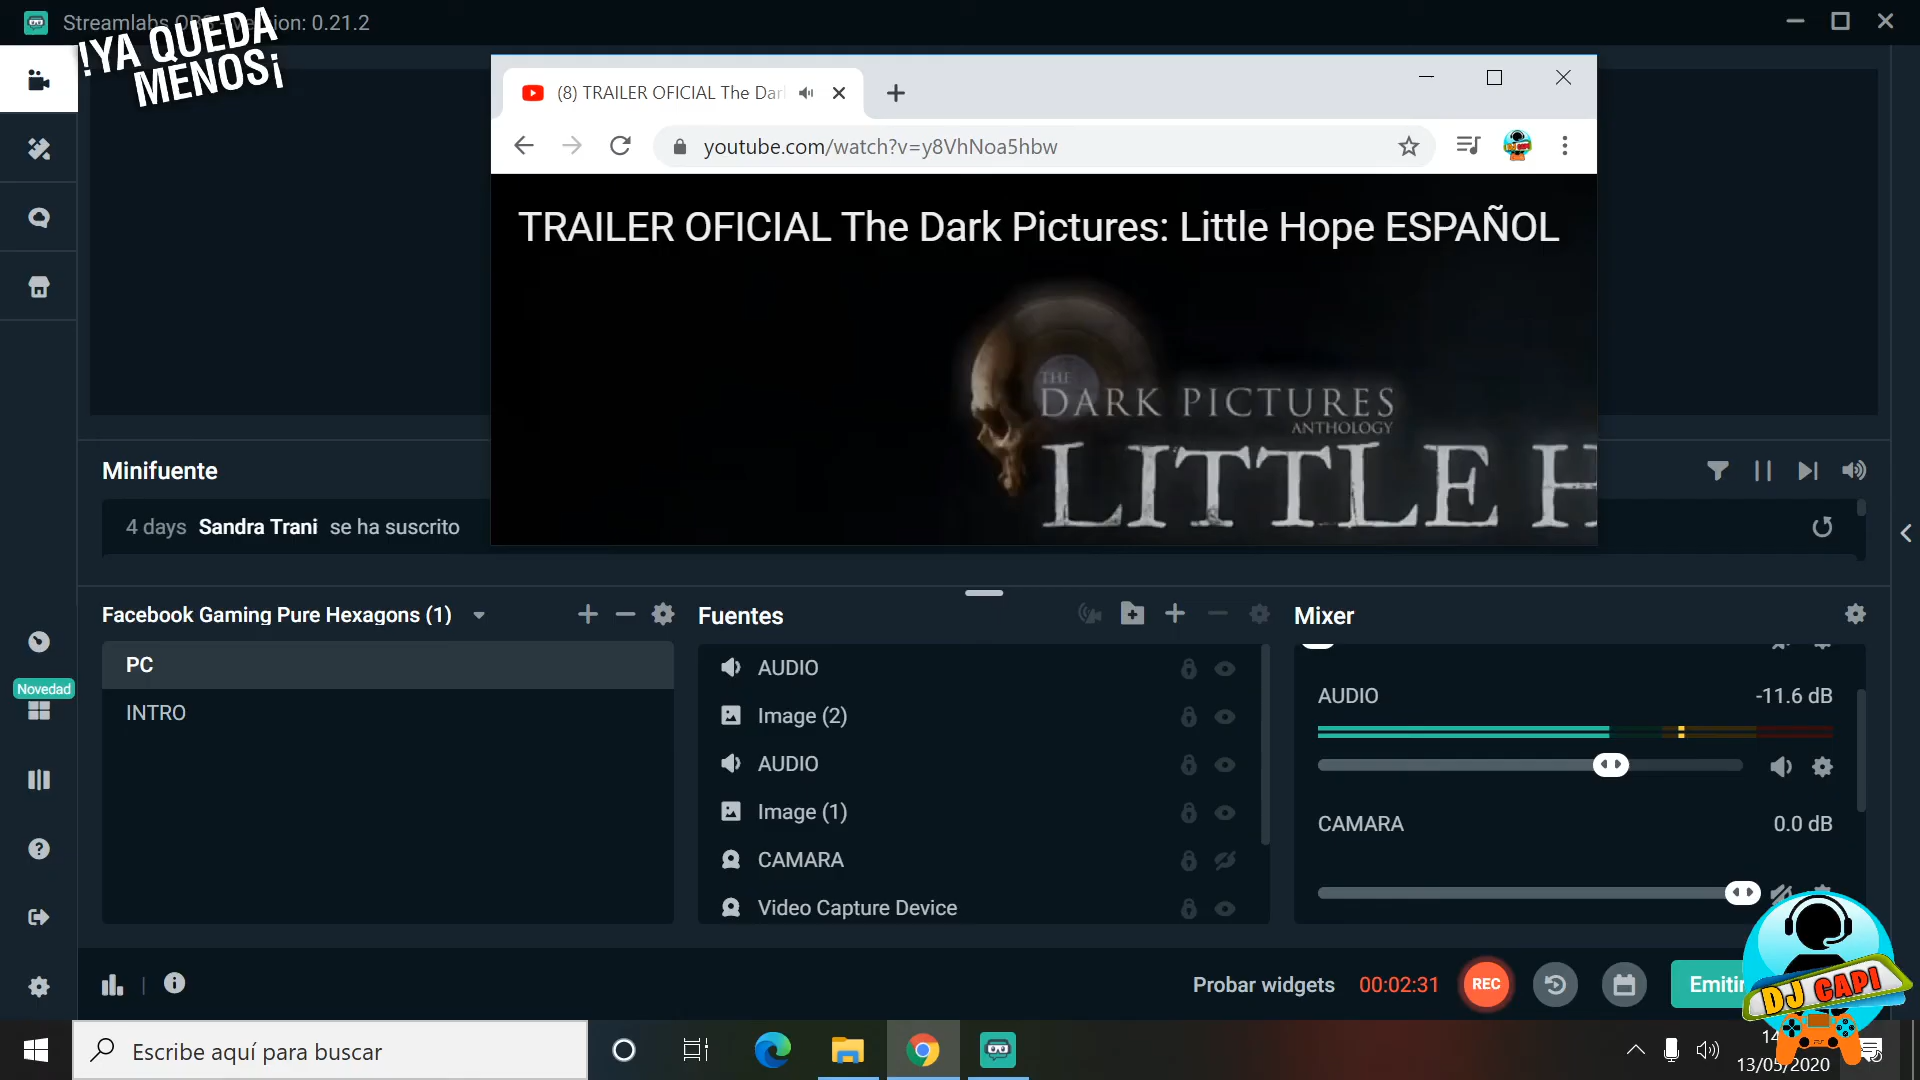 Streamlabs OBS - Version: 0.21.2
!YA QUEDA
MENOS¡
(8) TRAILER OFICIAL The Dar
youtube.com/watch?v=y8VhNoa5hbw
TRAILER OFICIAL The Dark Pictures: Little Hope ESPAÑOL
THE
DARK PICTURES
ANTHOLOGY
LITTLE H
Minifuente
4 days Sandra Trani se ha suscrito
Facebook Gaming Pure Hexagons (1)
PC
INTRO
Novedad
Fuentes
AUDIO
Image (2)
AUDIO
Image (1)
CAMARA
Video Capture Device
Mixer
AUDIO -11.6 dB
CAMARA 0.0 dB
Probar widgets 00:02:31 REC Emitir
DJ CAPI
Escribe aquí para buscar
14
13/05/2020